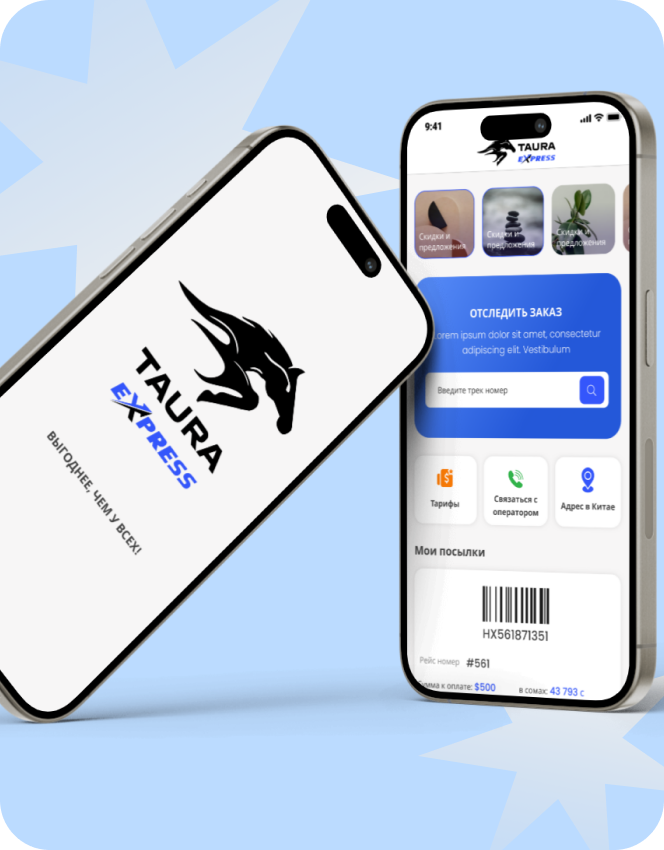 TAURA
EXPRESS
ВЫГОДНЕЕ, ЧЕМ У ВСЕХ!
9:41
TAURA
EXPRESS
Скидки и
предложения
Скидки и
предложения
Скидки и
предложения
ОТСЛЕДИТЬ ЗАКАЗ
orem ipsum dolor sit omet, consectetur
adipiscing elit. Vestibulum
Введите трек номер
Тарифы
Связаться с
оператором
Адрес в Китае
Мои посылки
HX561871351
Рейс номер #561
Сумма к оплате: $500 в сомах: 43 793 с